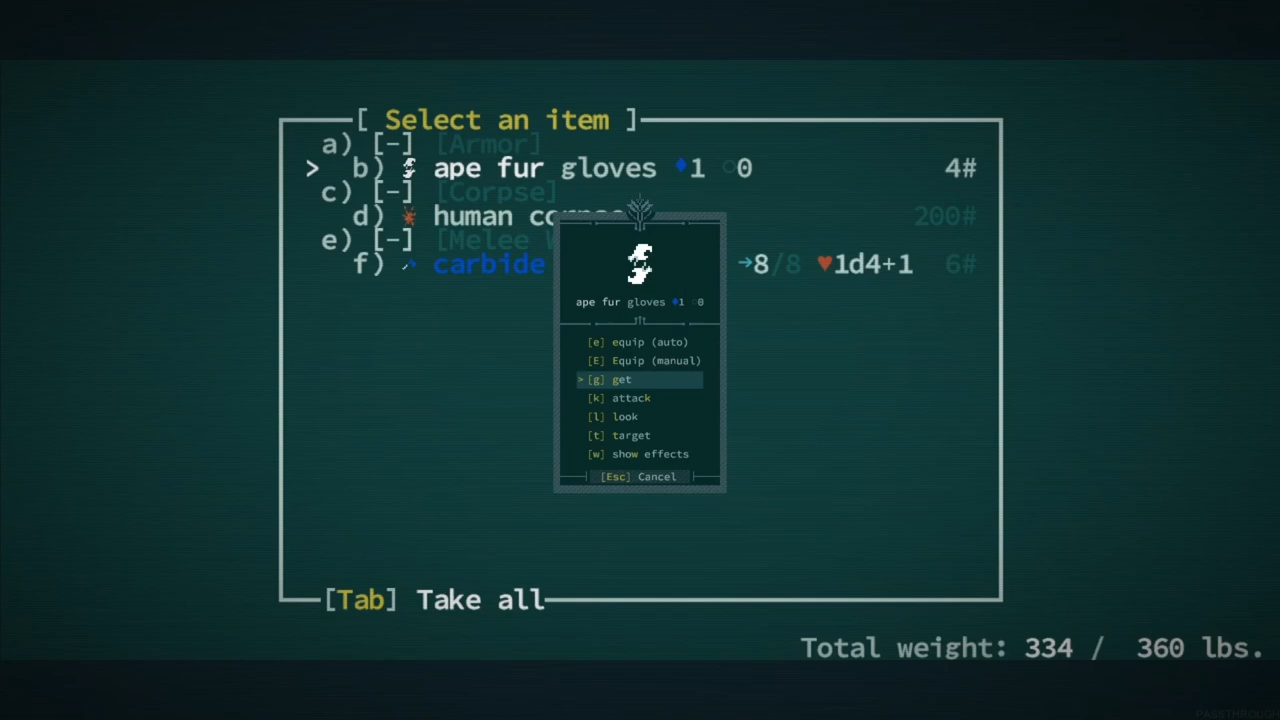 [ Select an item ]
a) [-] [Armor]
> b) ape fur gloves ♦1 ○0 4#
c) [-] [Corpse]
d) human corpse 200#
e) [-] [Melee W
f) carbide →8/8 ♥1d4+1 6#
ape fur gloves ♦1 ○0
[e] equip (auto)
[E] Equip (manual)
>[g] get
[k] attack
[l] look
[t] target
[w] show effects
[Esc] Cancel
[Tab] Take all
Total weight: 334 / 360 lbs.